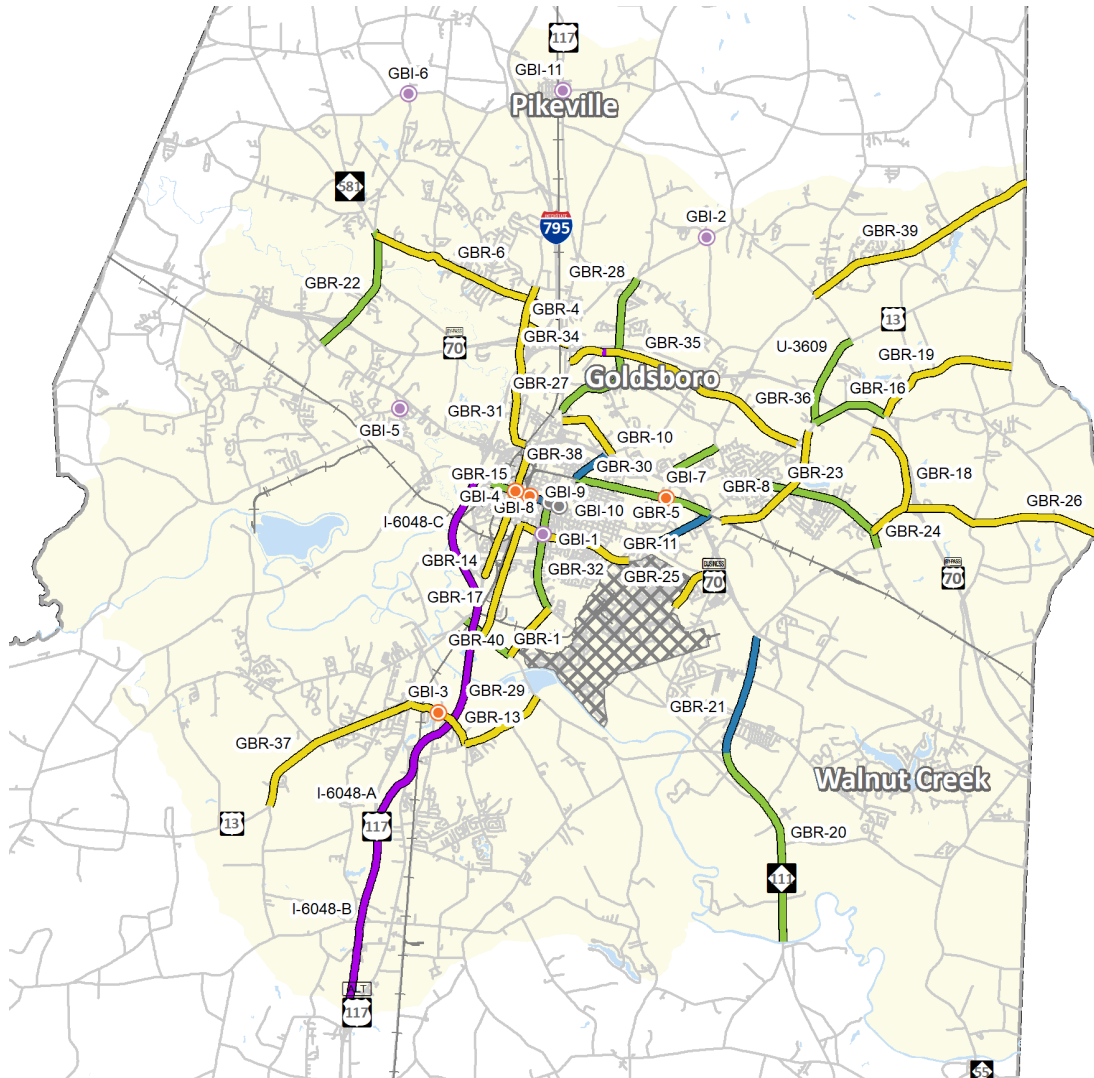 117
GBI-11
GBI-6
Pikeville
581
GBI-2
INTERSTATE
795
GBR-39
GBR-6
GBR-28
GBR-22
GBR-4
13
BYPASS
70
GBR-34
GBR-35
U-3609
GBR-19
Goldsboro
GBR-27
GBR-16
GBR-36
GBI-5
GBR-31
GBR-10
GBR-38
GBR-30
GBR-15
GBI-7
GBR-23
GBR-18
GBI-4
GBI-9
GBR-8
GBI-8
GBI-10
GBR-5
GBR-26
I-6048-C
GBI-1
GBR-11
GBR-24
GBR-14
GBR-32
GBR-25
BUSINESS
70
BYPASS
70
GBR-17
GBR-40
GBR-1
GBI-3
GBR-29
GBR-21
GBR-13
GBR-37
Walnut Creek
I-6048-A
13
117
GBR-20
111
I-6048-B
ALT
117
55